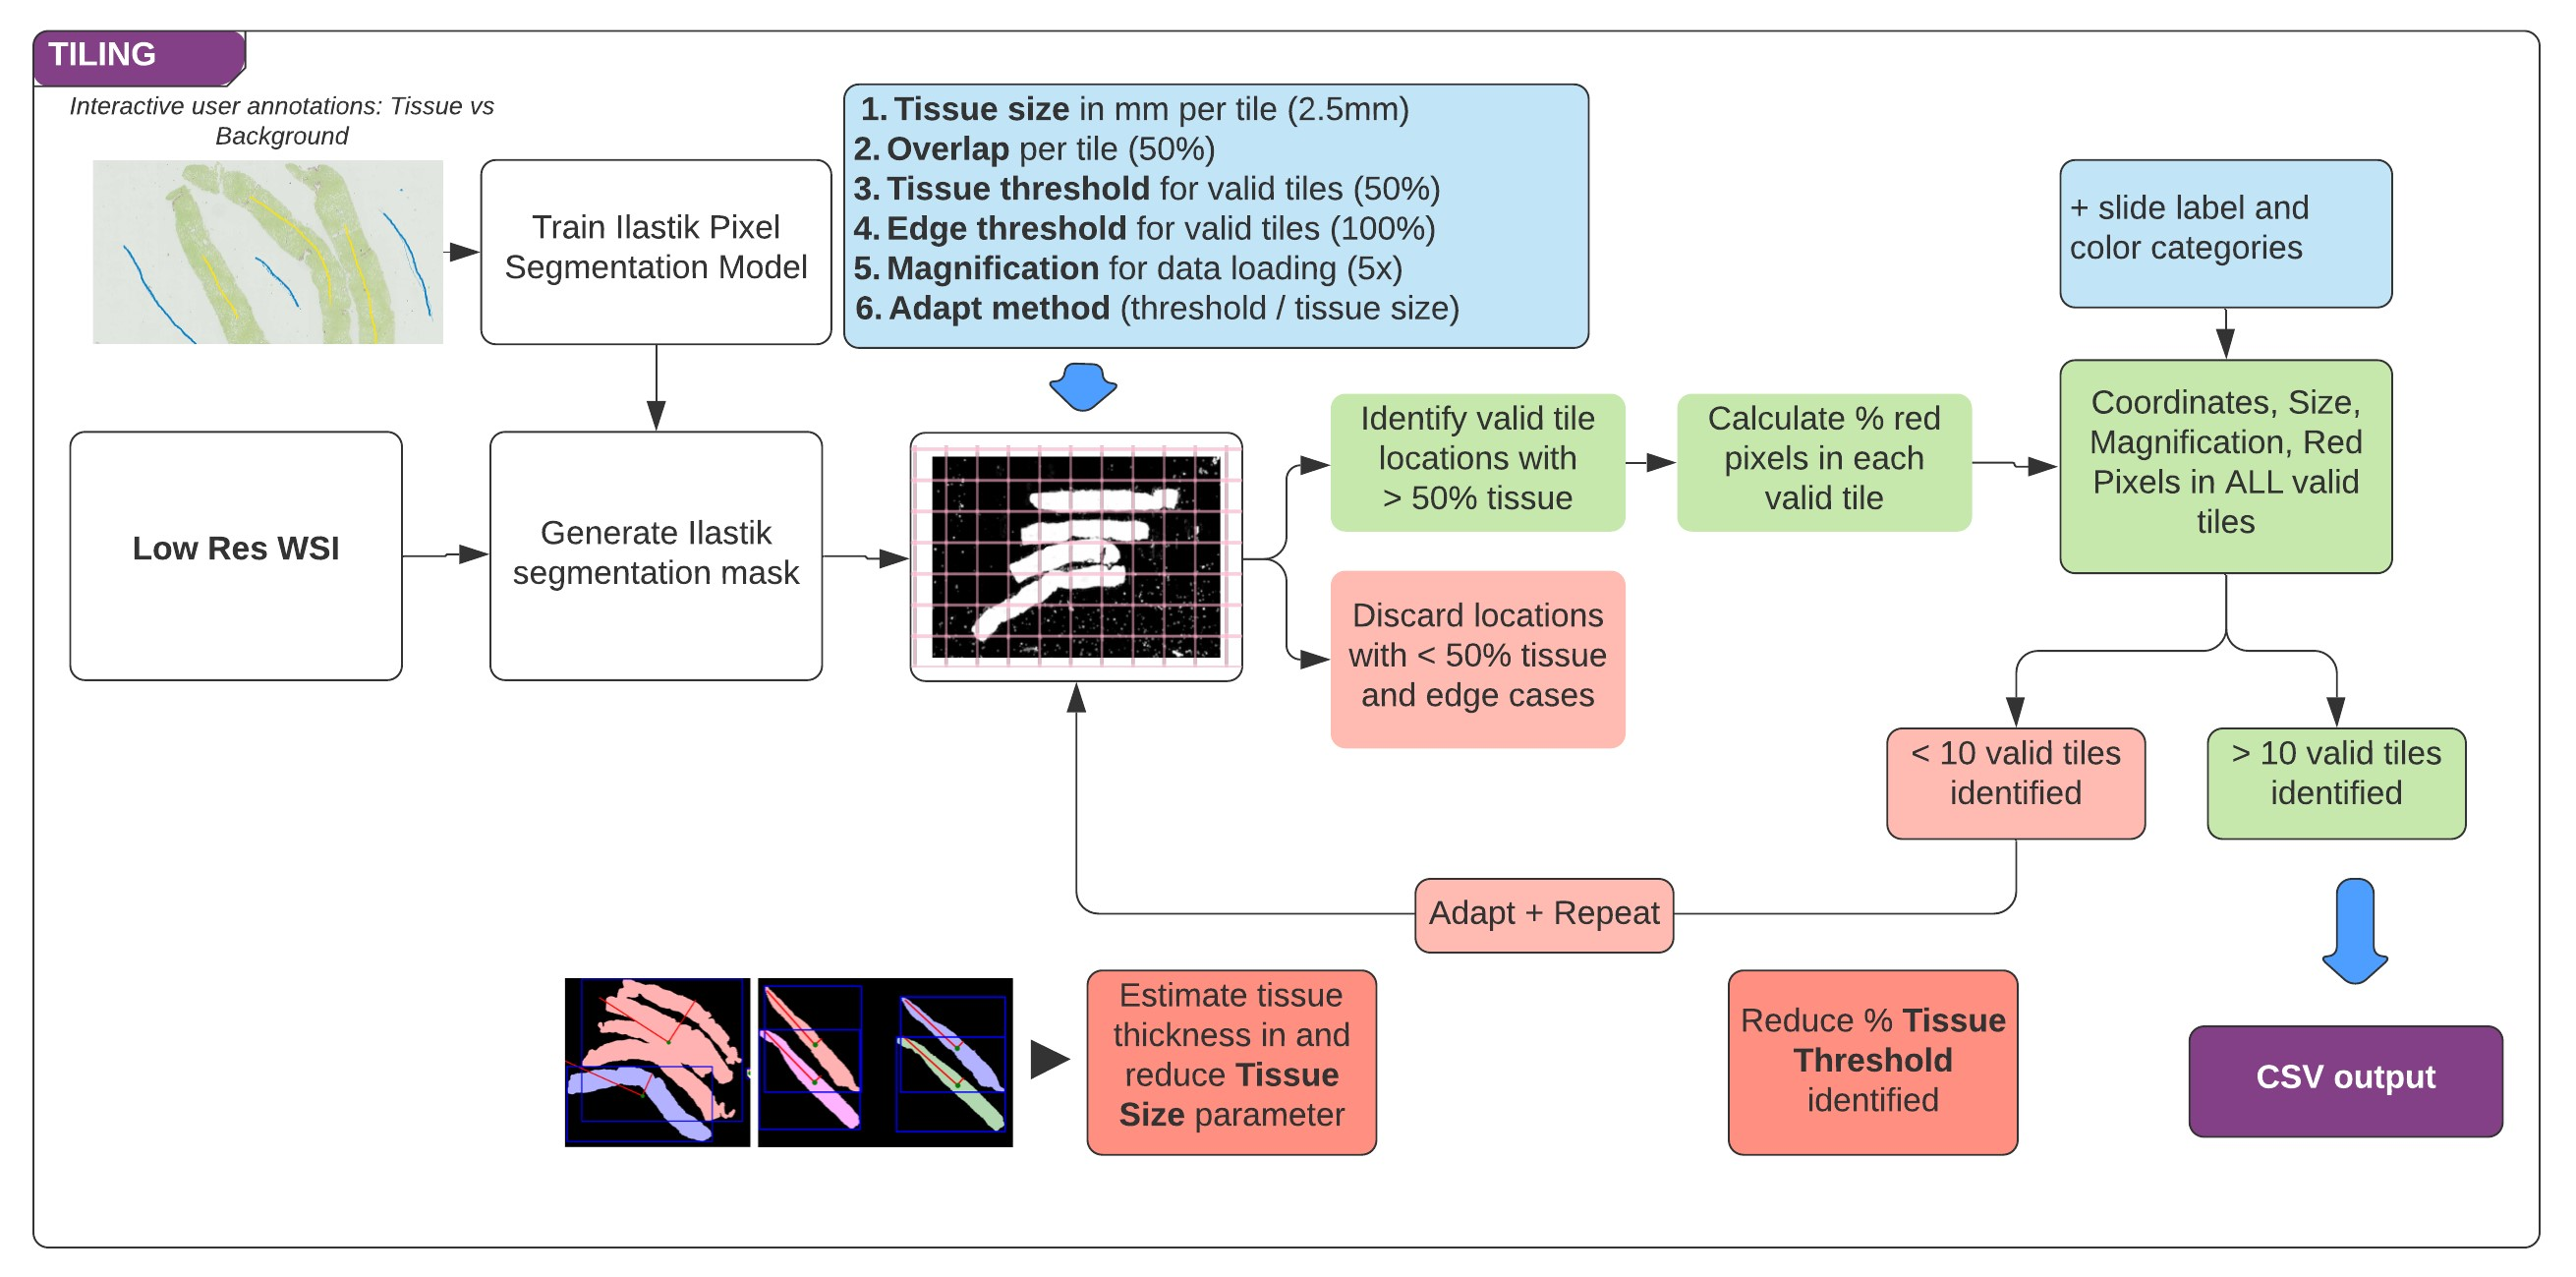 TILING
Interactive user annotations: Tissue vs
Background
Train Ilastik Pixel
Segmentation Model
1. Tissue size in mm per tile (2.5mm)
2. Overlap per tile (50%)
3. Tissue threshold for valid tiles (50%)
4. Edge threshold for valid tiles (100%)
5. Magnification for data loading (5x)
6. Adapt method (threshold / tissue size)
+ slide label and
color categories
Low Res WSI
Generate Ilastik
segmentation mask
Identify valid tile
locations with
> 50% tissue
Calculate % red
pixels in each
valid tile
Coordinates, Size,
Magnification, Red
Pixels in ALL valid
tiles
Discard locations
with < 50% tissue
and edge cases
< 10 valid tiles
identified
> 10 valid tiles
identified
Adapt + Repeat
Estimate tissue
thickness in and
reduce Tissue
Size parameter
Reduce % Tissue
Threshold
identified
CSV output